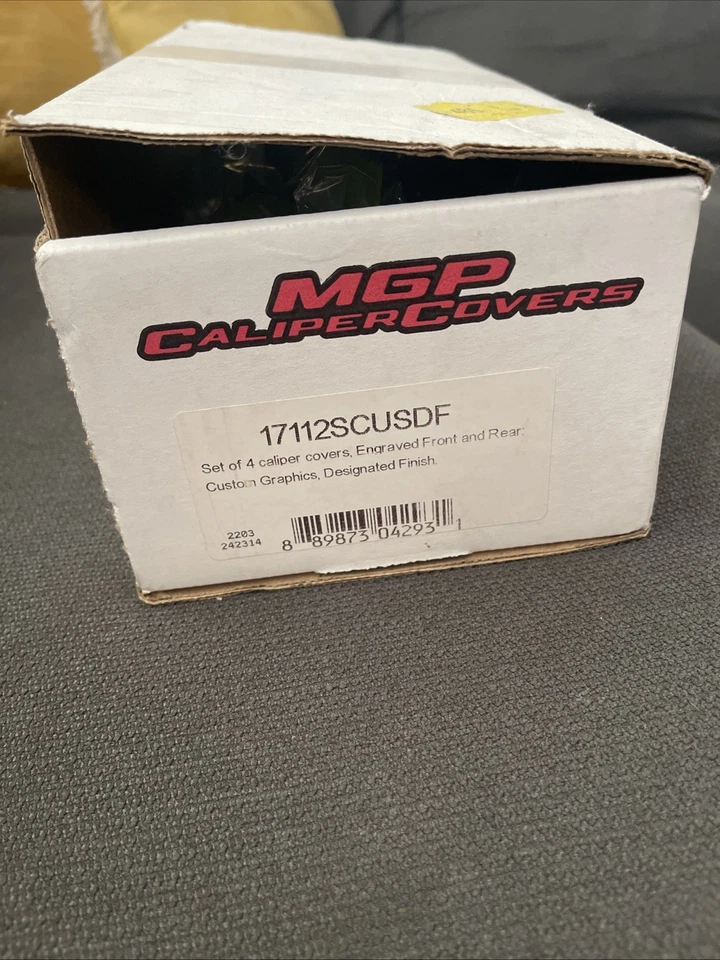 MGP
CALIPERCOVERS
17112SCUSDF
Set of 4 caliper covers, Engraved Front and Rear:
Custom Graphics, Designated Finish.
2203
242314
8 89873 04293 1